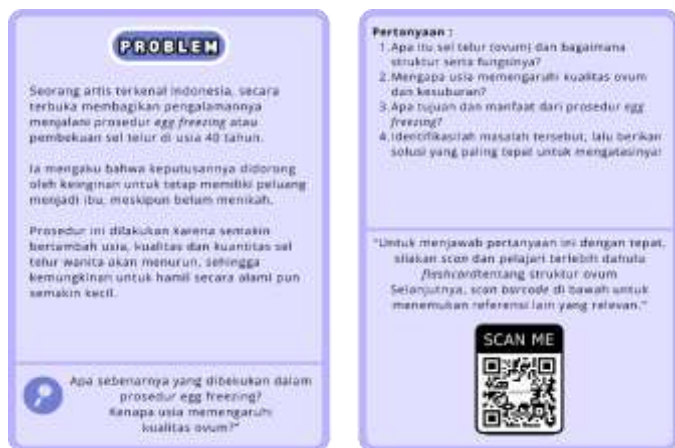 PROBLEM
Seorang artis terkenal Indonesia, secara
terbuka membagikan pengalamannya
menjalani prosedur egg freezing atau
pembekuan sel telur di usia 40 tahun.
Ia mengaku bahwa keputusannya didorong
oleh keinginan untuk tetap memiliki peluang
menjadi ibu, meskipun belum menikah.
Prosedur ini dilakukan karena semakin
bertambah usia, kualitas dan kuantitas sel
telur wanita akan menurun, sehingga
kemungkinan untuk hamil secara alami pun
semakin kecil.
Apa sebenarnya yang dibekukan dalam
prosedur egg freezing?
Kenapa usia memengaruhi
kualitas ovum?"
Pertanyaan :
1. Apa itu sel telur (ovum) dan bagaimana
struktur serta fungsinya?
2. Mengapa usia memengaruhi kualitas ovum
dan kesuburan?
3. Apa tujuan dan manfaat dari prosedur egg
freezing?
4. Identifikasilah masalah tersebut, lalu berikan
solusi yang paling tepat untuk mengatasinya!
"Untuk menjawab pertanyaan ini dengan tepat,
silakan scan dan pelajari terlebih dahulu
flashcardtentang struktur ovum
Selanjutnya, scan barcode di bawah untuk
menemukan referensi lain yang relevan."
SCAN ME